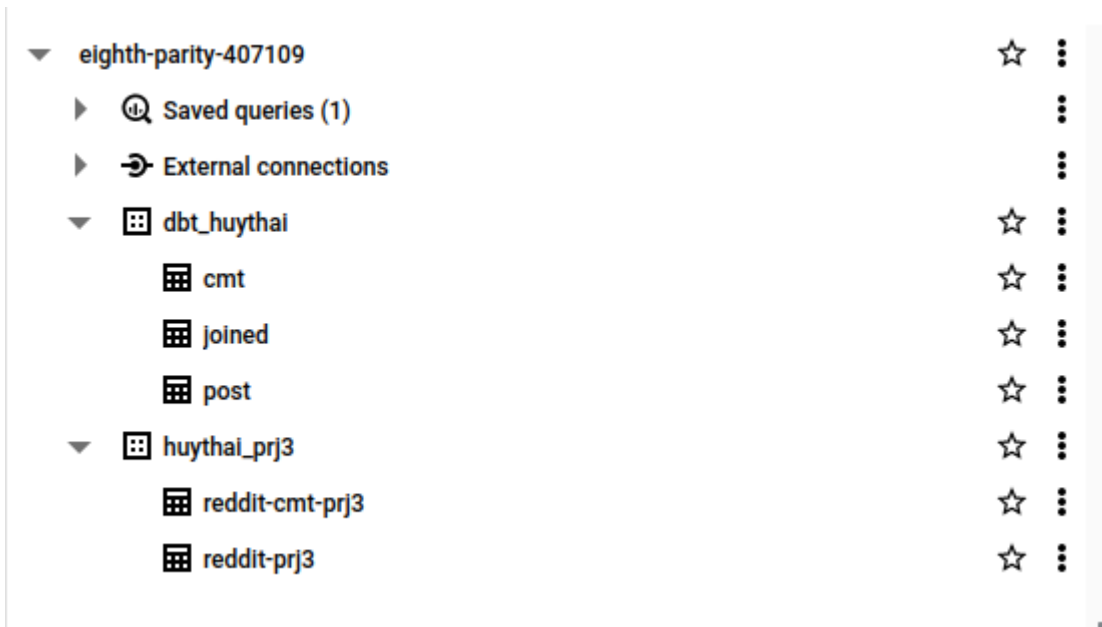 eighth-parity-407109
Saved queries (1)
External connections
dbt_huythai
cmt
joined
post
huythai_prj3
reddit-cmt-prj3
reddit-prj3